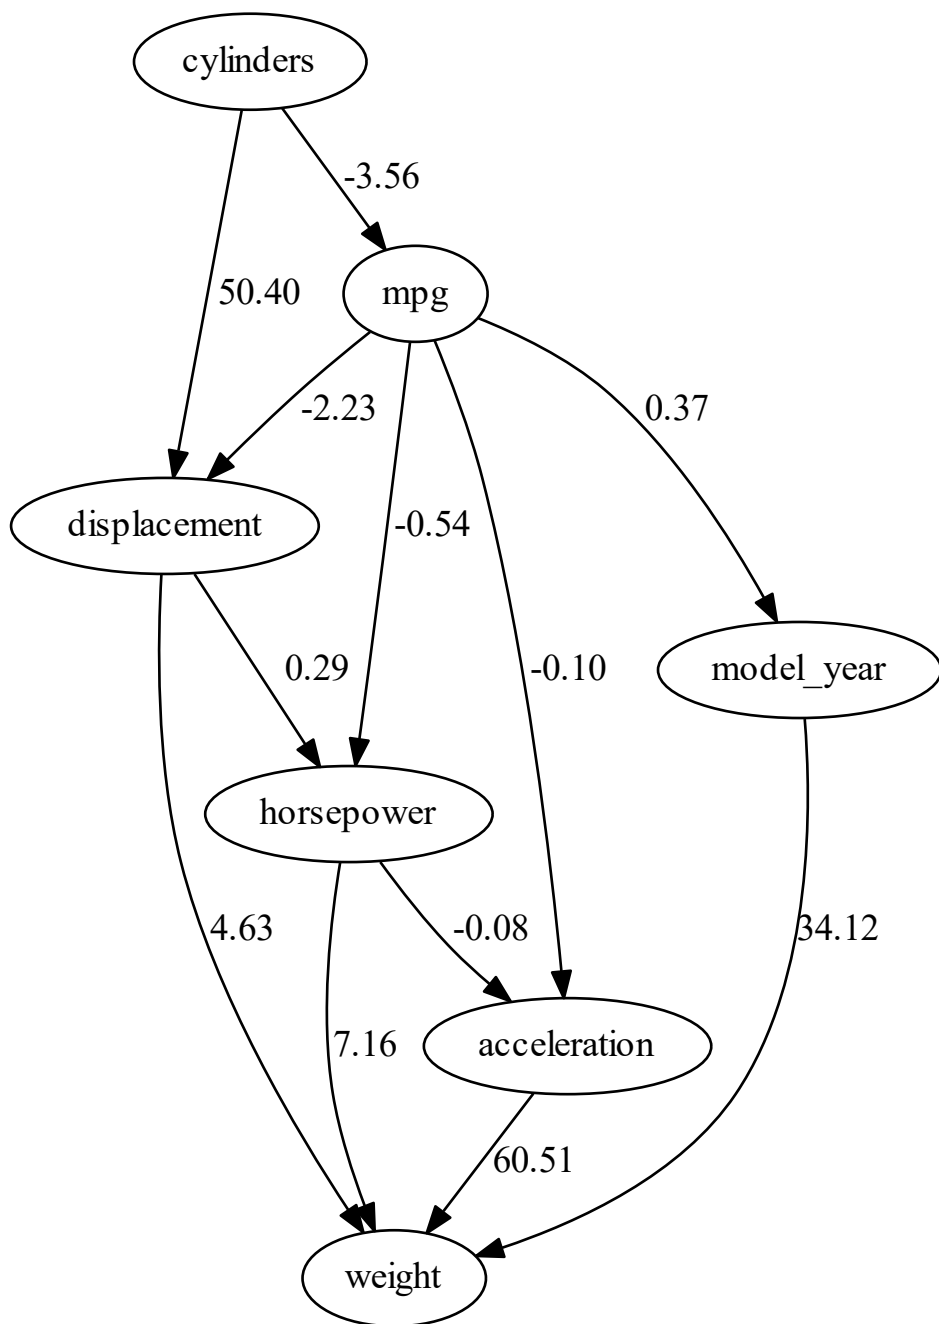 cylinders
-3.56
50.40
mpg
-2.23
0.37
displacement
-0.54
0.29
-0.10
model_year
horsepower
4.63
-0.08
34.12
7.16
acceleration
60.51
weight